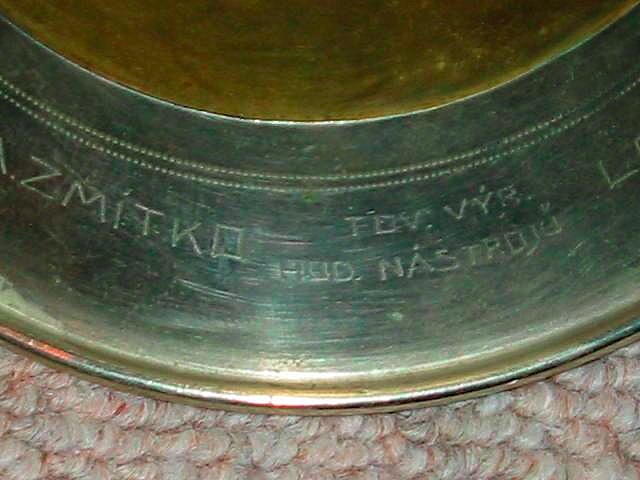 A. ZMÍTKO
TOV. VÝR.
HUD. NÁSTROJŮ